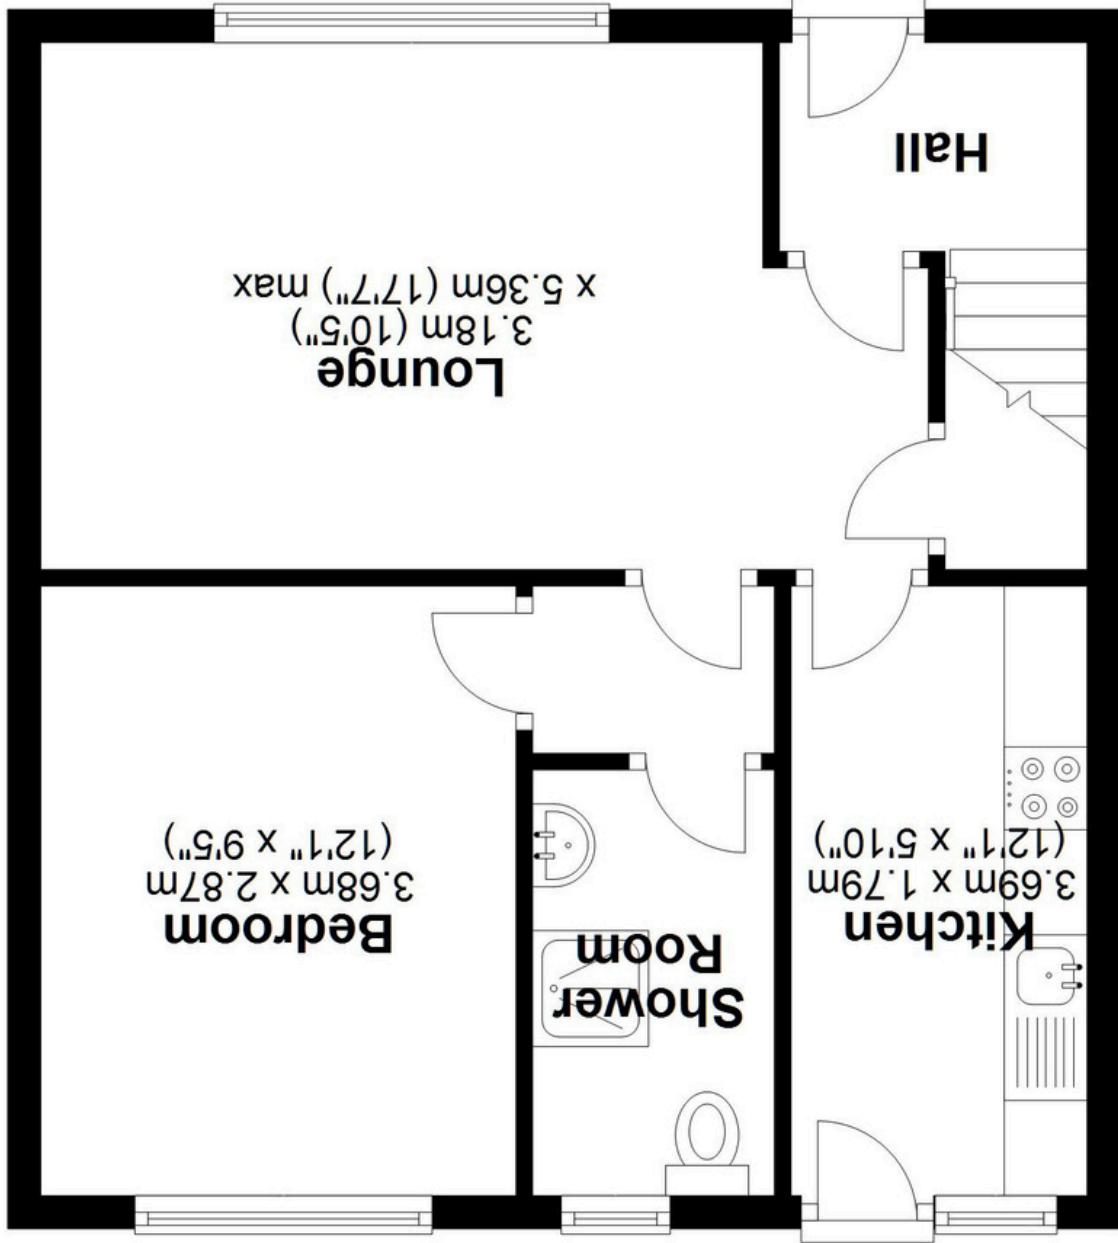 Kitchen
3.69m x 1.79m
(12'1" x 5'10")
Shower
Room
Bedroom
3.68m x 2.87m
(12'1" x 9'5")
Lounge
3.18m (10'5")
x 5.36m (17'7") max
Hall